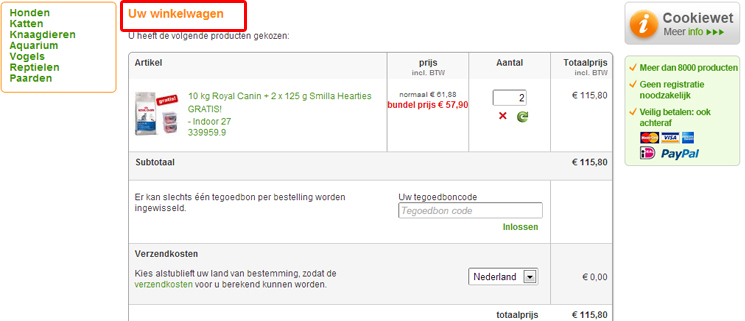 Honden
Katten
Knaagdieren
Aquarium
Vogels
Reptielen
Paarden
Uw winkelwagen
U heeft de volgende producten gekozen:
Artikel
prijs
incl. BTW
Aantal
Totaalprijs
incl. BTW
gratis!
10 kg Royal Canin + 2 x 125 g Smilla Hearties
GRATIS!
- Indoor 27
339959.9
normaal € 61,88
bundel prijs € 57,90
2
€ 115,80
Subtotaal
€ 115,80
Er kan slechts één tegoedbon per bestelling worden
ingewisseld.
Uw tegoedboncode
Tegoedbon code
Inlossen
Verzendkosten
Kies alstublieft uw land van bestemming, zodat de
verzendkosten voor u berekend kunnen worden.
Nederland
€ 0,00
totaalprijs
€ 115,80
i
Cookiewet
Meer info
Meer dan 8000 producten
Geen registratie
noodzakelijk
Veilig betalen: ook
achteraf
VISA
iD
PayPal